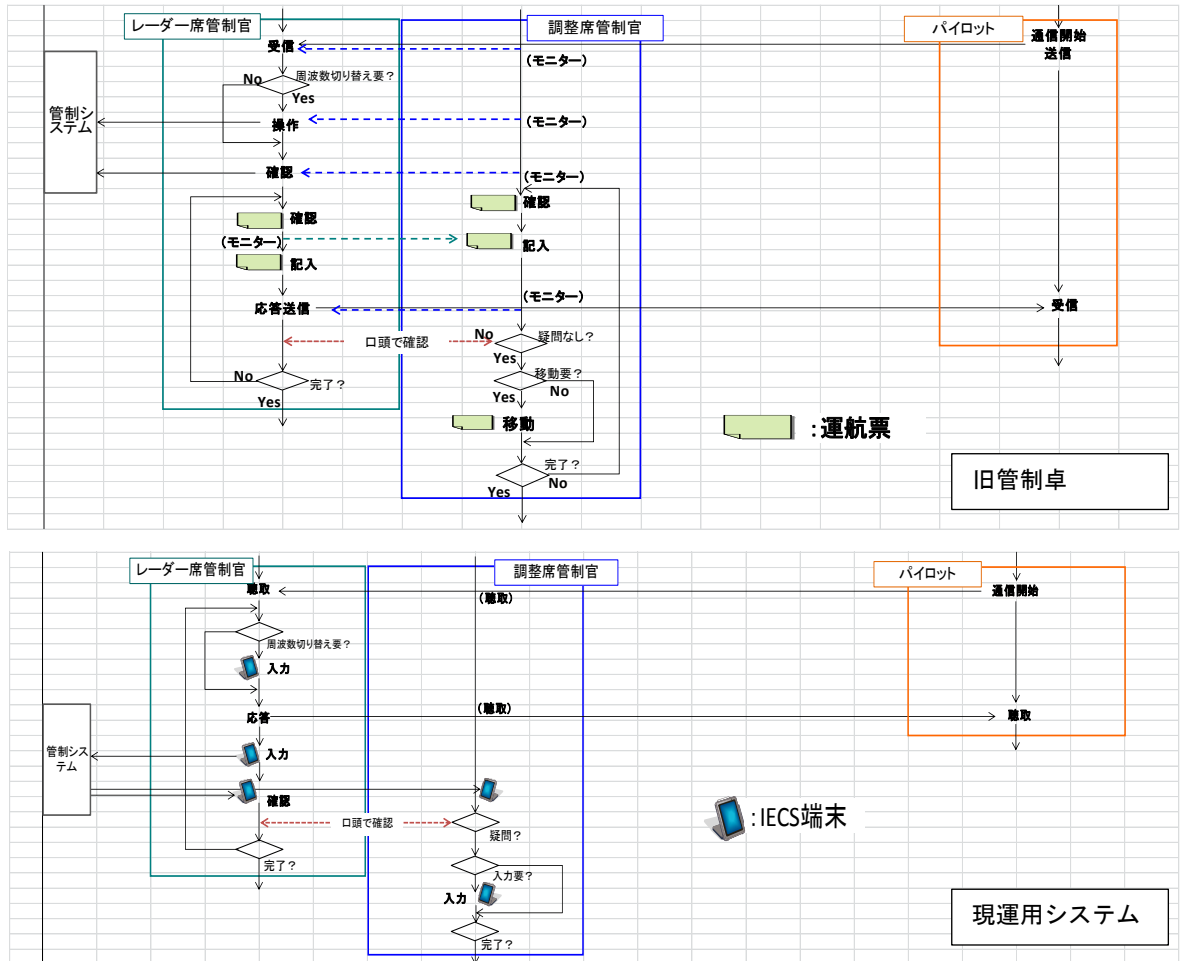 レーダー席管制官
調整席管制官
パイロット
受信
通信開始
送信
(モニター)
No
周波数切り替え要?
Yes
管制シ
ステム
操作
(モニター)
確認
(モニター)
確認
確認
(モニター)
記入
記入
応答送信
(モニター)
受信
口頭で確認
No
疑問なし?
Yes
No
完了?
Yes
移動要?
Yes
No
移動
:運航票
完了?
No
Yes
旧管制卓
レーダー席管制官
調整席管制官
パイロット
聴取
(聴取)
通信開始
周波数切り替え要?
入力
応答
(聴取)
聴取
管制シス
テム
入力
確認
口頭で確認
疑問?
:IECS端末
完了?
入力要?
入力
完了?
現運用システム